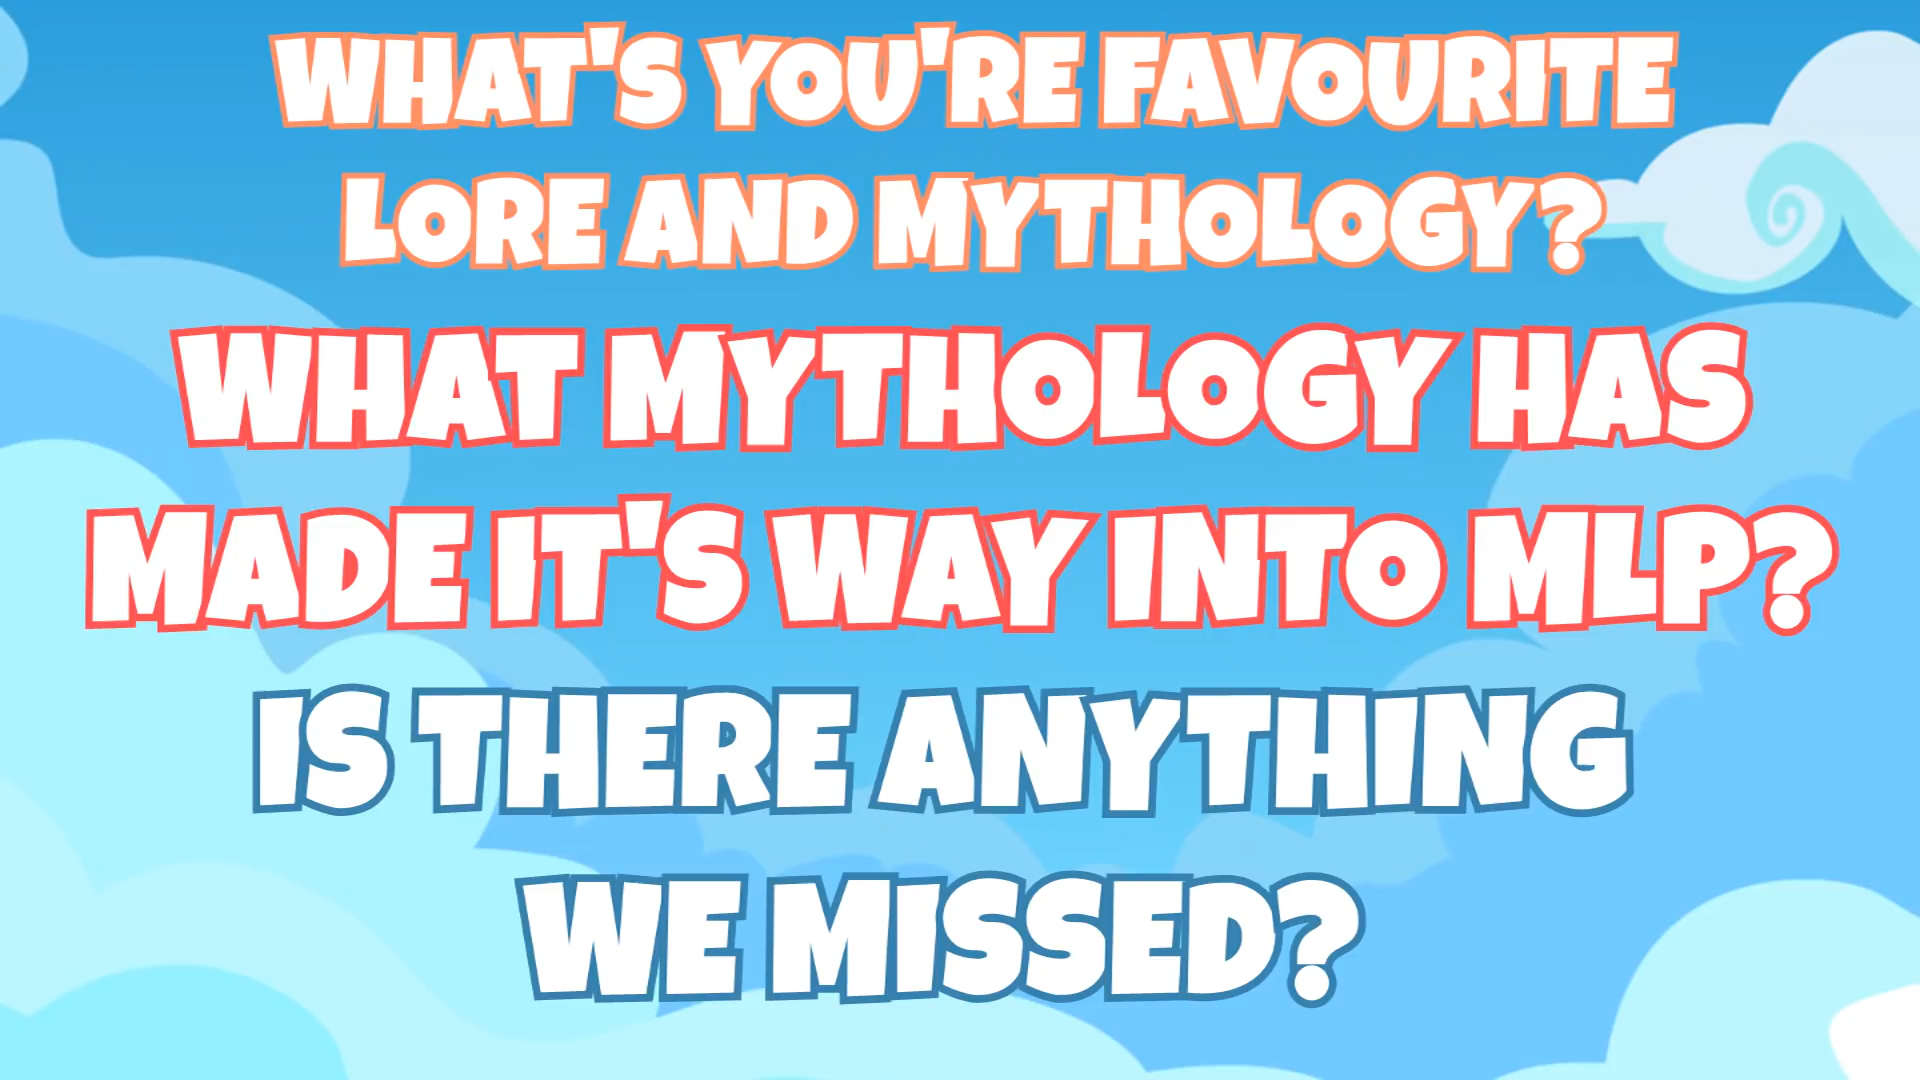 WHAT'S YOU'RE FAVOURITE
LORE AND MYTHOLOGY?
WHAT MYTHOLOGY HAS
MADE IT'S WAY INTO MLP?
IS THERE ANYTHING
WE MISSED?